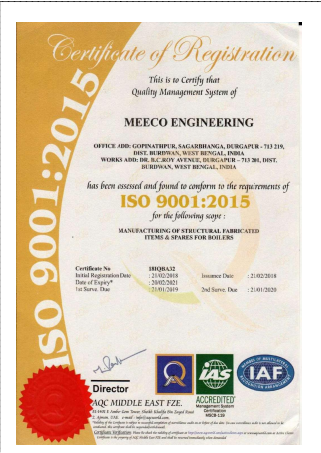 Certificate of Registration
This is to Certify that
Quality Management System of
MEECO ENGINEERING
OFFICE ADD: GOPINATHPUR, SAGARBHANGA, DURGAPUR - 713 219,
DIST. BURDWAN, WEST BENGAL, INDIA
WORKS ADD: DR. B.C.ROY AVENUE, DURGAPUR - 713 201, DIST.
BURDWAN, WEST BENGAL, INDIA
has been assessed and found to conform to the requirements of
ISO 9001:2015
for the following scope :
MANUFACTURING OF STRUCTURAL FABRICATED
ITEMS & SPARES FOR BOILERS
Certificate No 181QBA32
Initial Registration Date : 21/02/2018 Issuance Date : 21/02/2018
Date of Expiry* : 20/02/2021
1st Surve. Due : 21/01/2019 2nd Surve. Due : 21/01/2020
ISO 9001:2015
Director
AQC MIDDLE EAST FZE.
iAS
ACCREDITED
Management System
Certification
MSCB-139
IAF